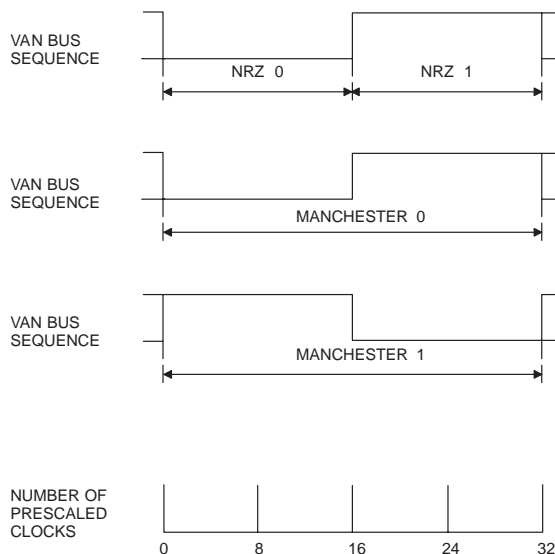 VAN BUS
SEQUENCE
NRZ 0
NRZ 1
VAN BUS
SEQUENCE
MANCHESTER 0
VAN BUS
SEQUENCE
MANCHESTER 1
NUMBER OF
PRESCALED
CLOCKS
0 8 16 24 32